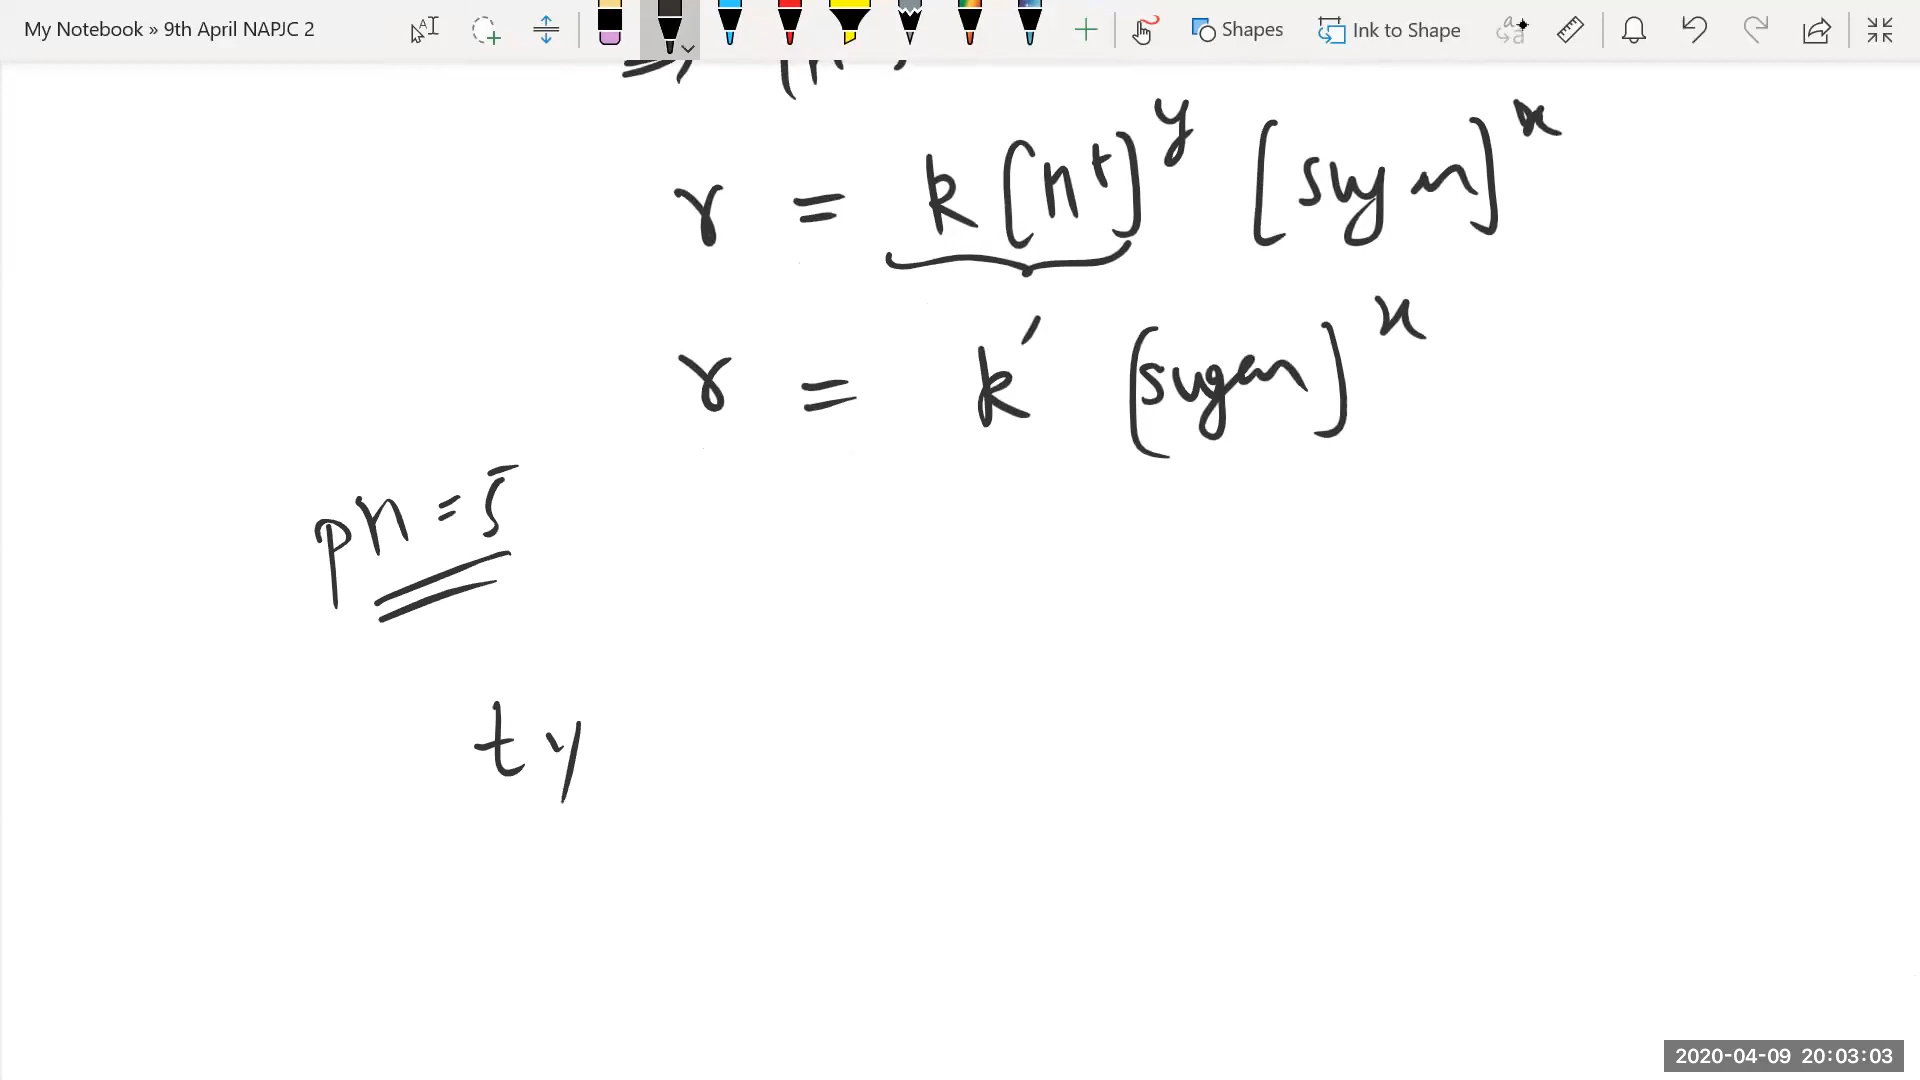 My Notebook » 9th April NAPJC 2
Shapes
Ink to Shape
r = k [H+]^y [sugar]^x
r = k' [sugar]^x
pH = 5
t y
2020-04-09 20:03:03